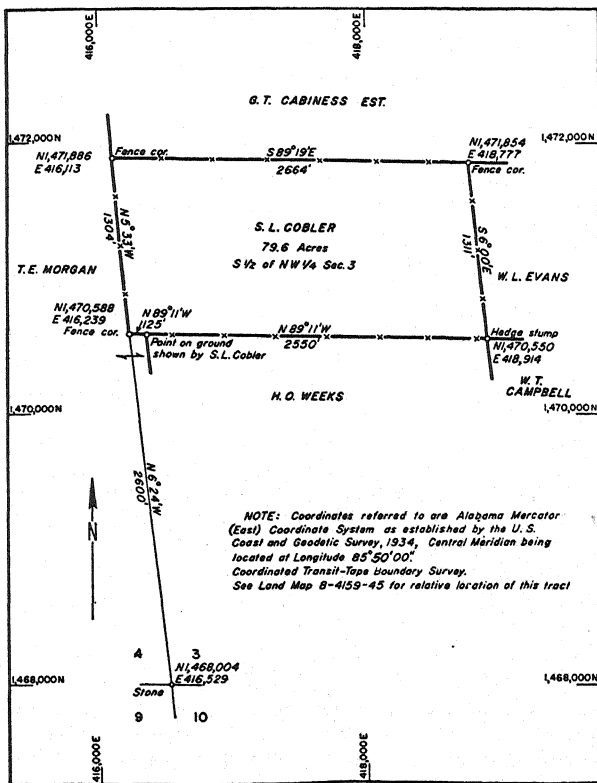 416,000E
418,000E
G. T. CABINESS EST.
1,472,000N
1,472,000N
N1,471,886
E 416,113
Fence cor.
S 89°19'E
2664'
N1,471,854
E 418,777
Fence cor.
N 5° 33' W
1304'
S. L. COBLER
79.6 Acres
S 1/2 of NW 1/4 Sec. 3
S 6° 00' E
1311'
T. E. MORGAN
W. L. EVANS
N1,470,588
E 416,239
Fence cor.
N 89°11'W
125'
Point on ground
shown by S.L. Cobler
N 89°11'W
2550'
Hedge stump
N1,470,550
E 418,914
W. T.
CAMPBELL
H. O. WEEKS
1,470,000N
1,470,000N
N 6° 24' W
2600'
N
NOTE: Coordinates referred to are Alabama Mercator
(East) Coordinate System as established by the U. S.
Coast and Geodetic Survey, 1934, Central Meridian being
located at Longitude 85°50'00".
Coordinated Transit-Tape Boundary Survey.
See Land Map 8-4159-45 for relative location of this tract
4 3
N1,468,004
E 416,529
Stone
9 10
1,468,000N
1,468,000N
416,000E
418,000E